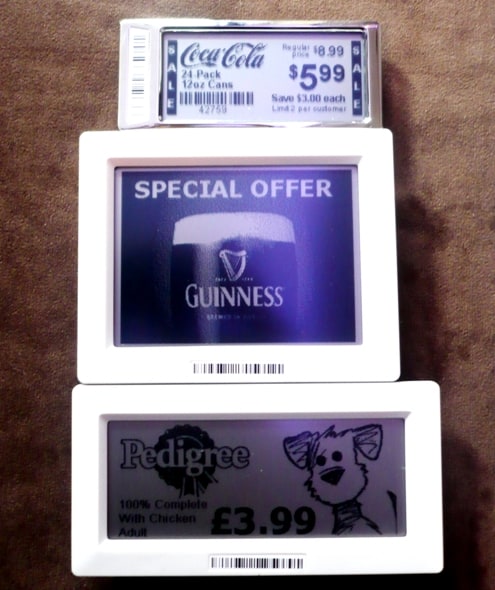 SALE
Coca-Cola
24 Pack
12oz Cans
42759
Regular price $8.99
$5.99
Save $3.00 each
Limit 2 per customer
SALE
SPECIAL OFFER
GUINNESS
Pedigree
100% Complete
With Chicken
Adult
£3.99